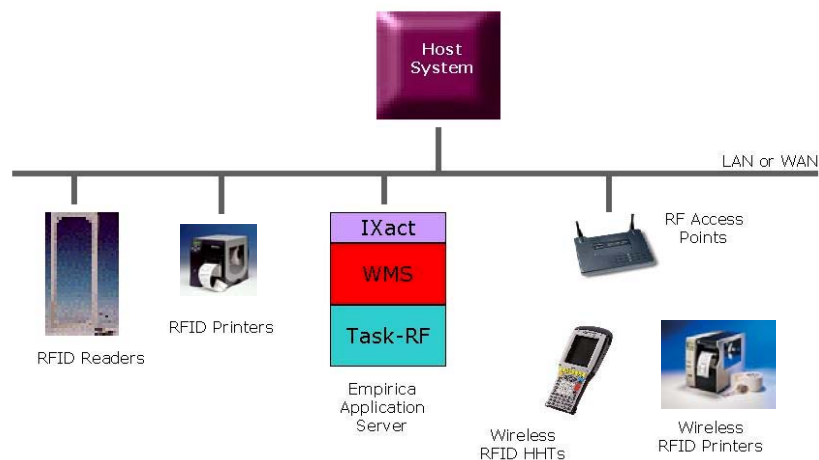 Host
System
LAN or WAN
IXact
WMS
Task-RF
RF Access
Points
RFID Printers
RFID Readers
Empirica
Application
Server
Wireless
RFID HHTs
Wireless
RFID Printers